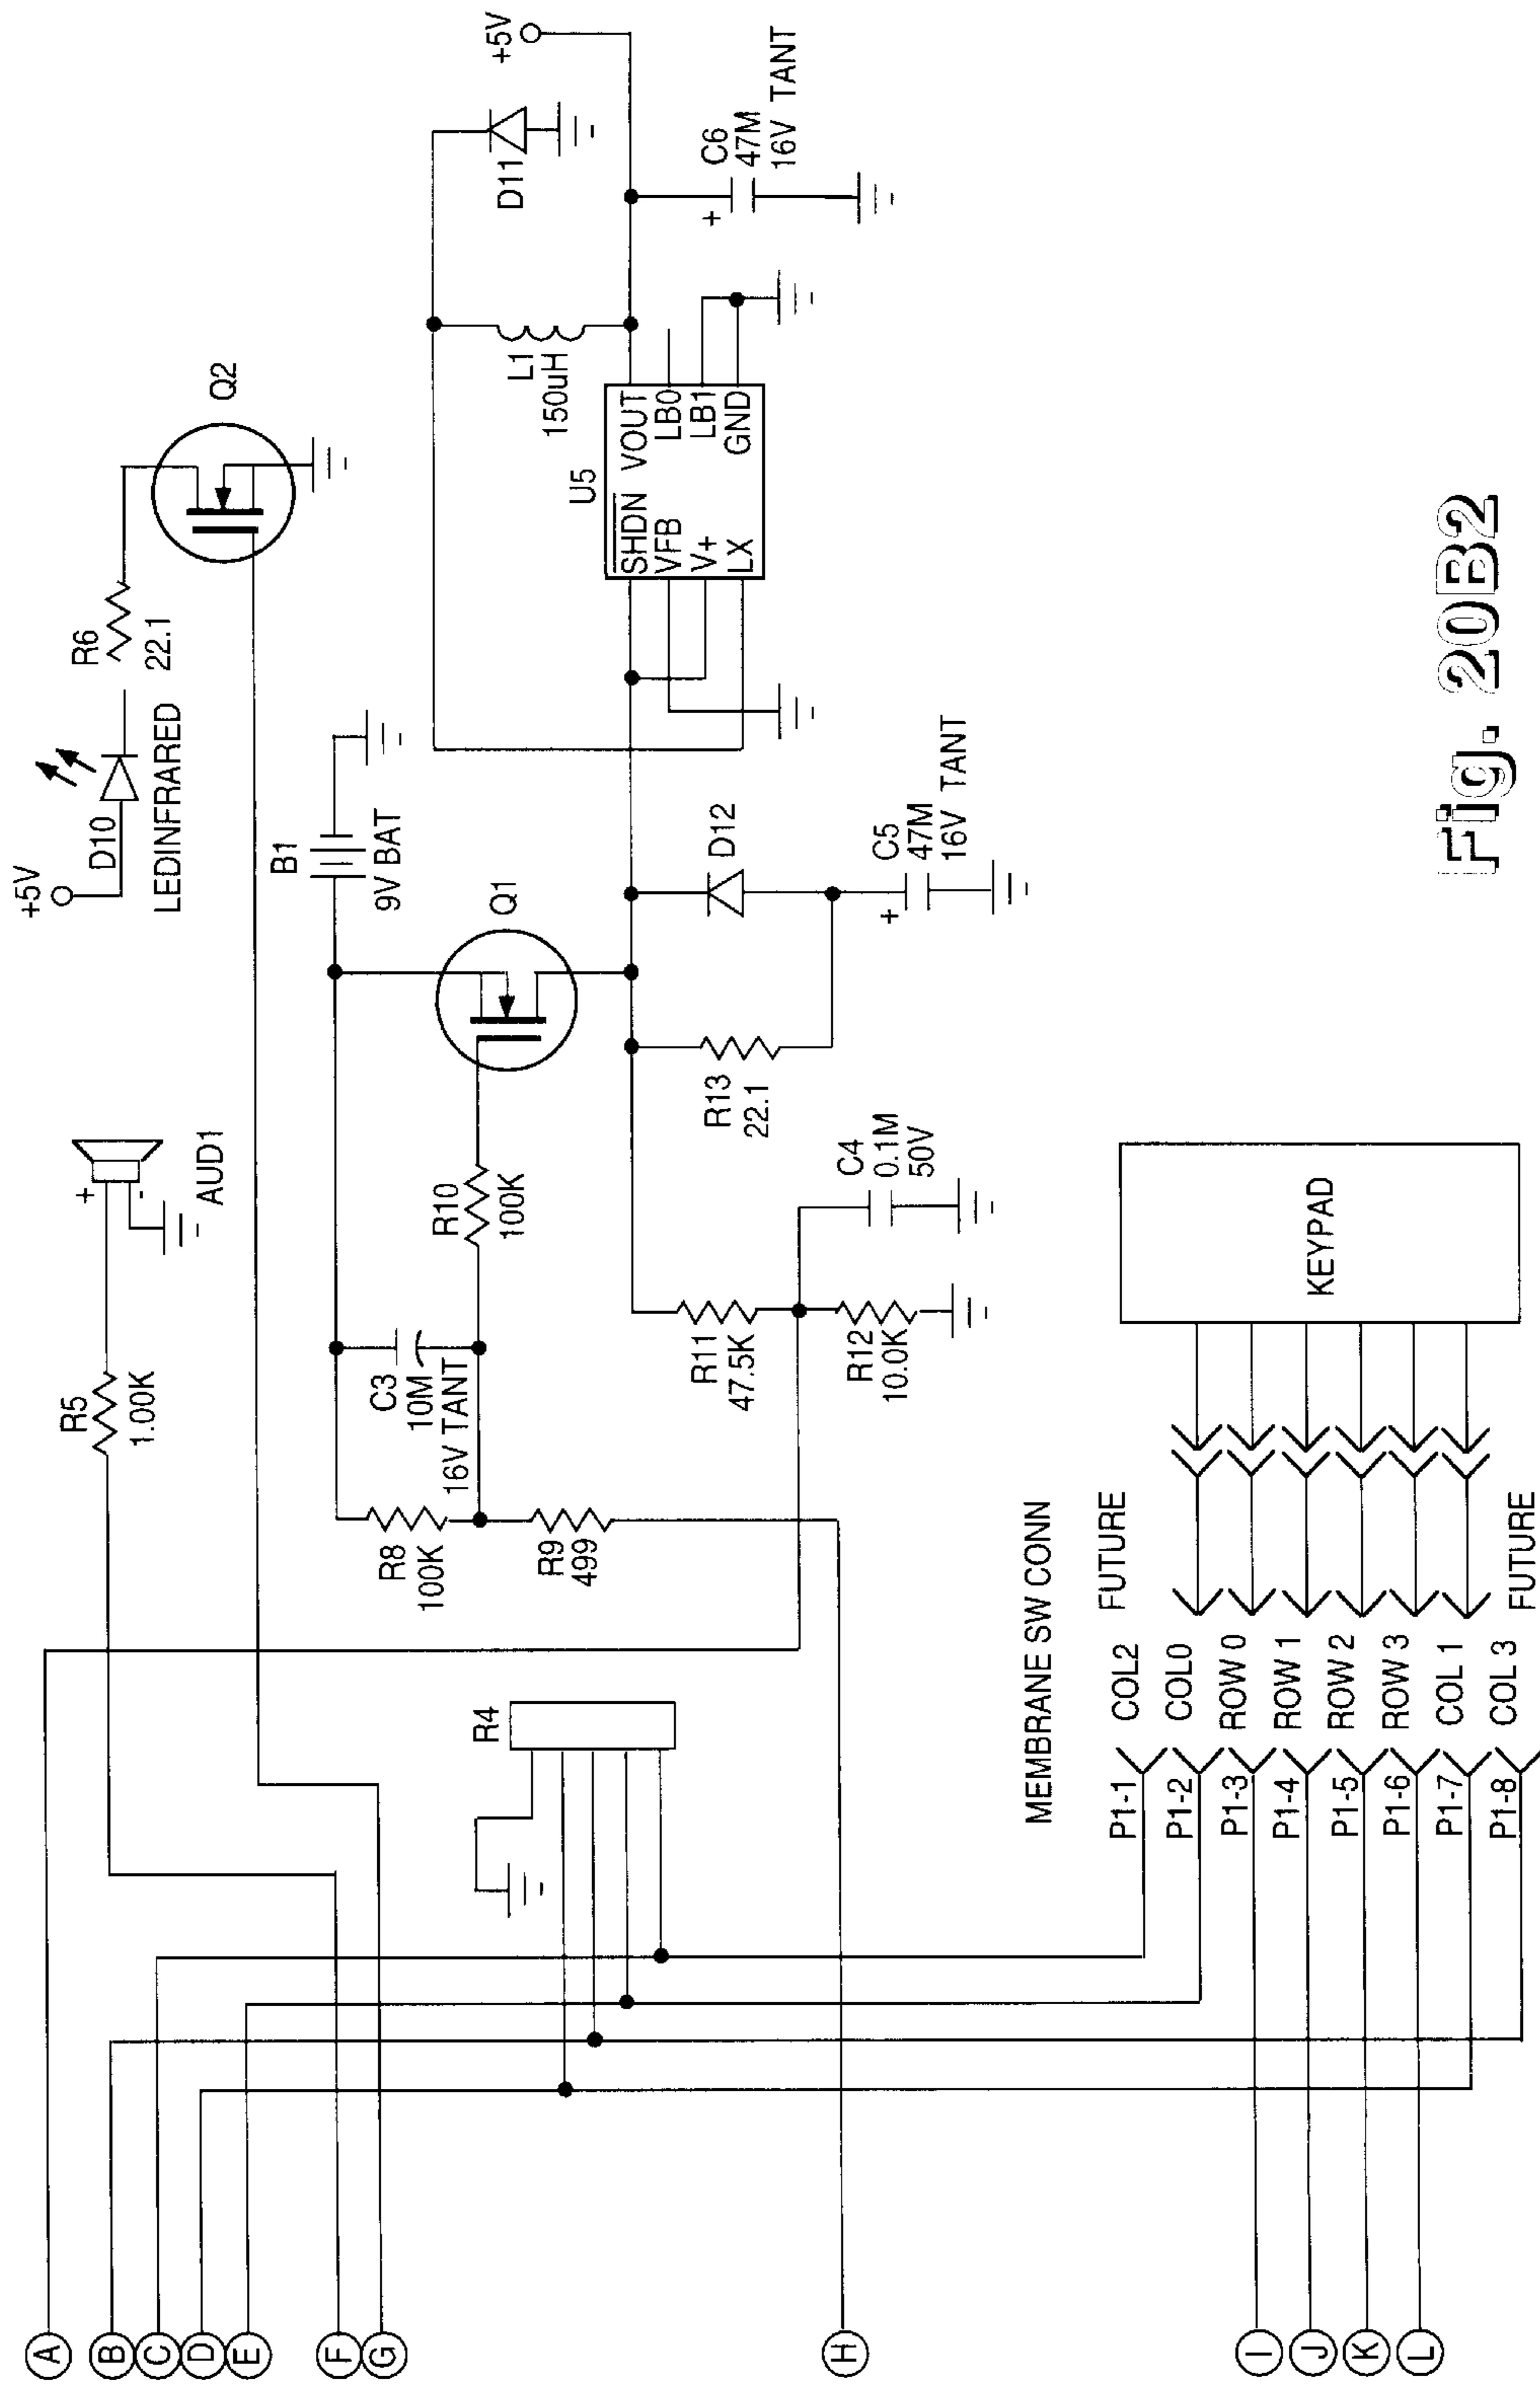 +5V
D10
LEDINFRARED
R6
22.1
Q2
R5
1.00K
+
-
AUD1
B1
9V BAT
Q1
C3
10M
16V TANT
R10
100K
R8
100K
R9
499
L1
150uH
D11
+5V
U5
SHDN VOUT
VFB LB0
V+ LB1
LX GND
+
C6
47M
16V TANT
D12
R13
22.1
+
C5
47M
16V TANT
R11
47.5K
R12
10.0K
C4
0.1M
50V
R4
A
B
C
D
E
F
G
H
I
J
K
L
MEMBRANE SW CONN
P1-1 COL2 FUTURE
P1-2 COL0
P1-3 ROW 0
P1-4 ROW 1
P1-5 ROW 2
P1-6 ROW 3
P1-7 COL 1
P1-8 COL 3 FUTURE
KEYPAD
Fig. 20B2